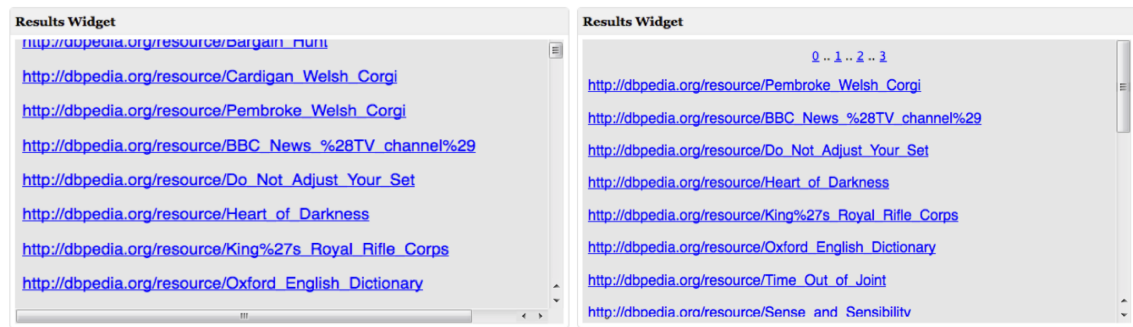 Results Widget
http://dbpedia.org/resource/Bargain_Hunt
http://dbpedia.org/resource/Cardigan_Welsh_Corgi
http://dbpedia.org/resource/Pembroke_Welsh_Corgi
http://dbpedia.org/resource/BBC_News_%28TV_channel%29
http://dbpedia.org/resource/Do_Not_Adjust_Your_Set
http://dbpedia.org/resource/Heart_of_Darkness
http://dbpedia.org/resource/King%27s_Royal_Rifle_Corps
http://dbpedia.org/resource/Oxford_English_Dictionary
Results Widget
0 .. 1 .. 2 .. 3
http://dbpedia.org/resource/Pembroke_Welsh_Corgi
http://dbpedia.org/resource/BBC_News_%28TV_channel%29
http://dbpedia.org/resource/Do_Not_Adjust_Your_Set
http://dbpedia.org/resource/Heart_of_Darkness
http://dbpedia.org/resource/King%27s_Royal_Rifle_Corps
http://dbpedia.org/resource/Oxford_English_Dictionary
http://dbpedia.org/resource/Time_Out_of_Joint
http://dbpedia.org/resource/Sense_and_Sensibility